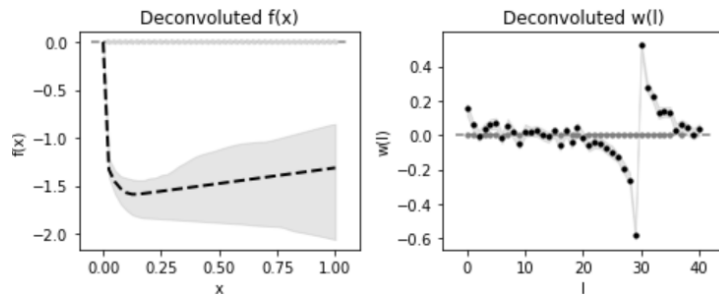 Deconvoluted f(x)
0.0
−0.5
−1.0
−1.5
−2.0
f(x)
0.00 0.25 0.50 0.75 1.00
x
Deconvoluted w(l)
0.4
0.2
0.0
−0.2
−0.4
−0.6
w(l)
0 10 20 30 40
l